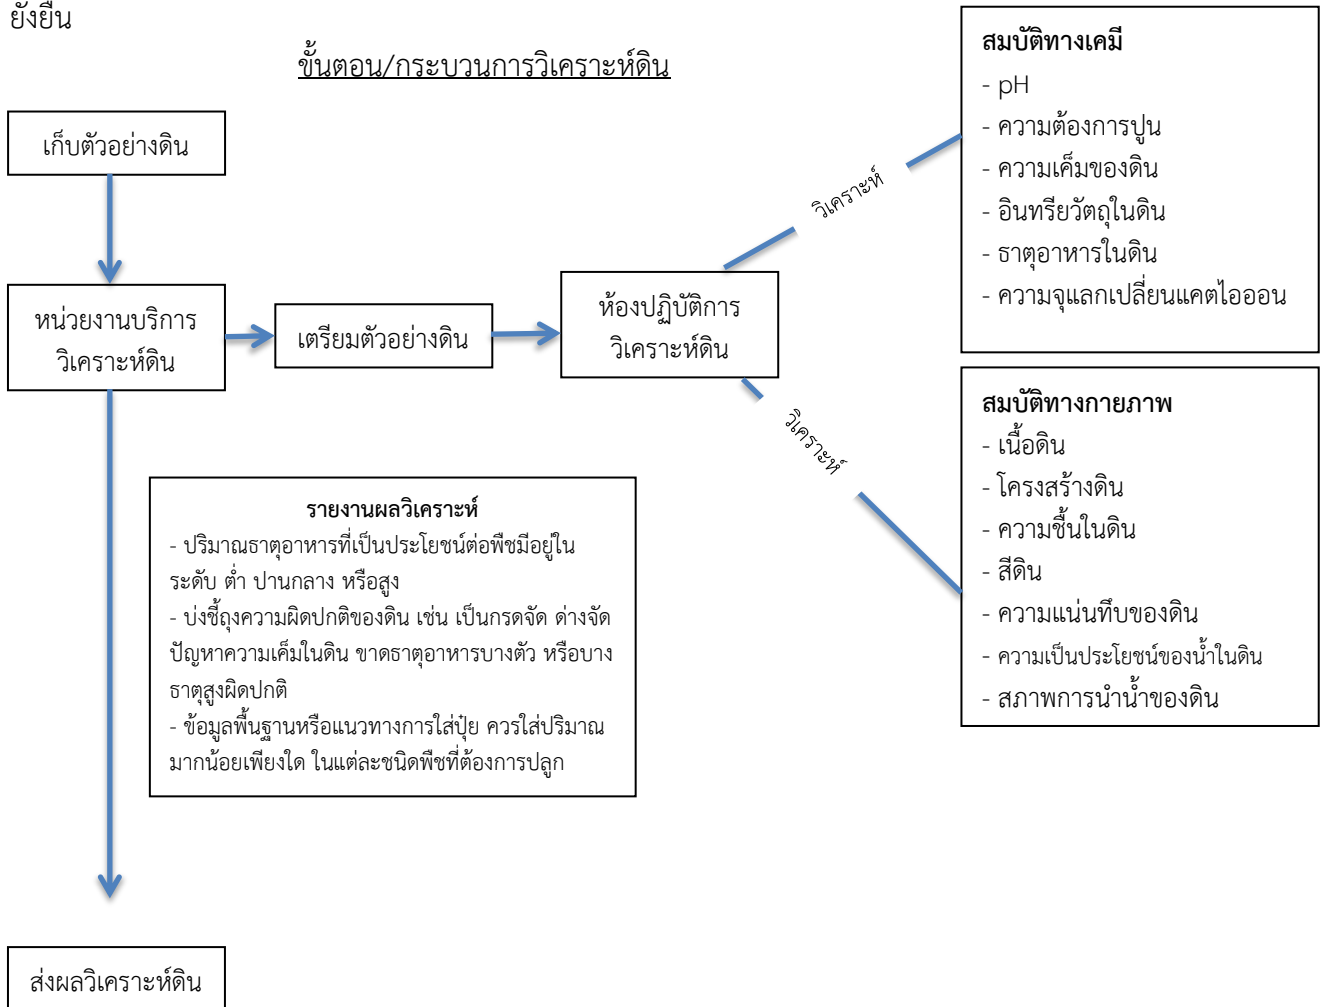 ยั่งยืน
ขั้นตอน/กระบวนการวิเคราะห์ดิน
เก็บตัวอย่างดิน
หน่วยงานบริการ
วิเคราะห์ดิน
เตรียมตัวอย่างดิน
ห้องปฏิบัติการ
วิเคราะห์ดิน
วิเคราะห์
สมบัติทางเคมี
- pH
- ความต้องการปูน
- ความเค็มของดิน
- อินทรียวัตถุในดิน
- ธาตุอาหารในดิน
- ความจุแลกเปลี่ยนแคตไอออน
วิเคราะห์
สมบัติทางกายภาพ
- เนื้อดิน
- โครงสร้างดิน
- ความชื้นในดิน
- สีดิน
- ความแน่นทึบของดิน
- ความเป็นประโยชน์ของน้ำในดิน
- สภาพการนำน้ำของดิน
รายงานผลวิเคราะห์
- ปริมาณธาตุอาหารที่เป็นประโยชน์ต่อพืชมีอยู่ใน
ระดับ ต่ำ ปานกลาง หรือสูง
- บ่งชี้ถุงความผิดปกติของดิน เช่น เป็นกรดจัด ด่างจัด
ปัญหาความเค็มในดิน ขาดธาตุอาหารบางตัว หรือบาง
ธาตุสูงผิดปกติ
- ข้อมูลพื้นฐานหรือแนวทางการใส่ปุ๋ย ควรใส่ปริมาณ
มากน้อยเพียงใด ในแต่ละชนิดพืชที่ต้องการปลูก
ส่งผลวิเคราะห์ดิน